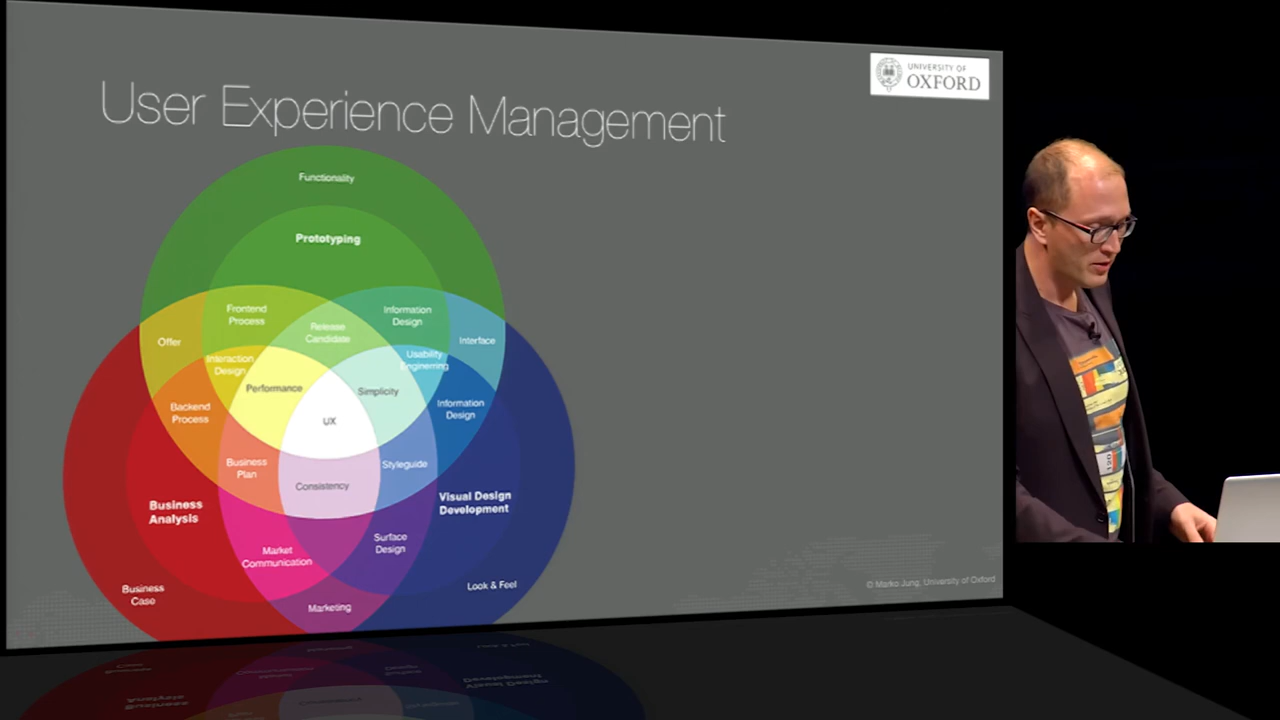 UNIVERSITY OF
OXFORD
User Experience Management
Functionality
Prototyping
Frontend
Process
Information
Design
Release
Candidate
Offer
Interface
Interaction
Design
Usability
Enginerring
Performance
Simplicity
Backend
Process
Information
Design
UX
Business
Plan
Styleguide
Consistency
Business
Analysis
Visual Design
Development
Market
Communication
Surface
Design
Business
Case
Look & Feel
Marketing
© Marko Jung, University of Oxford